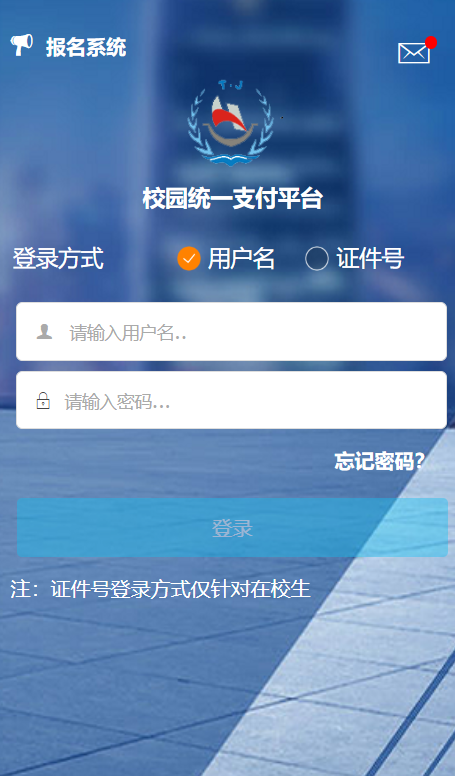 报名系统
T·J
校园统一支付平台
登录方式 用户名 证件号
请输入用户名..
请输入密码...
忘记密码?
登录
注：证件号登录方式仅针对在校生